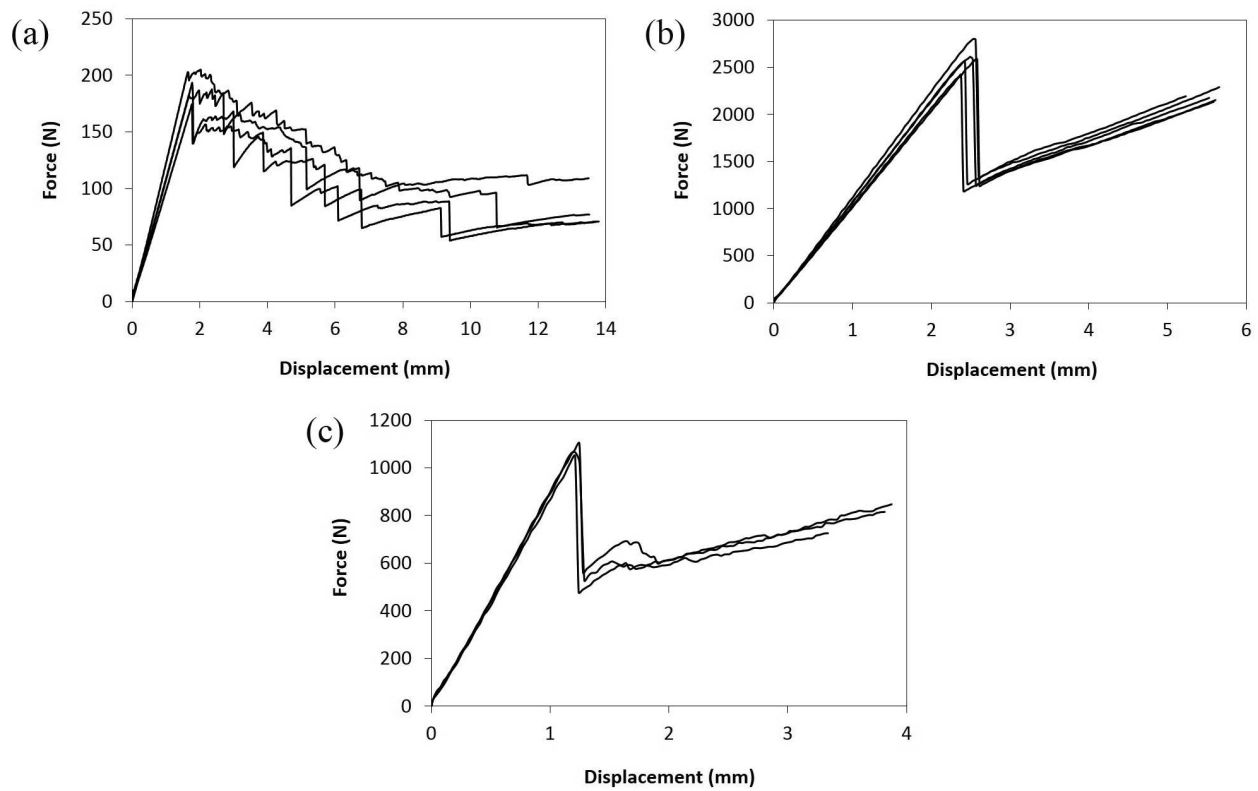 (a)
250
200
150
100
50
0
Force (N)
0 2 4 6 8 10 12 14
Displacement (mm)
(b)
3000
2500
2000
1500
1000
500
0
Force (N)
0 1 2 3 4 5 6
Displacement (mm)
(c)
1200
1000
800
600
400
200
0
Force (N)
0 1 2 3 4
Displacement (mm)